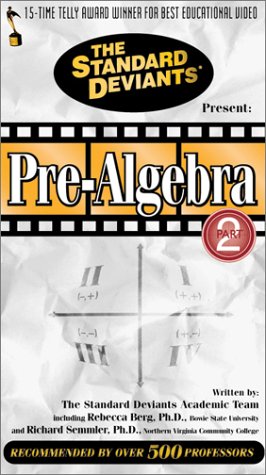 15-TIME TELLY AWARD WINNER FOR BEST EDUCATIONAL VIDEO
THE
STANDARD
DEVIANTS®
Present:
Pre-Algebra
PART
2
II
I
(-,+)
(+,+)
(-,-)
(+,-)
III
IV
Written by:
The Standard Deviants Academic Team
including Rebecca Berg, Ph.D., Bowie State University
and Richard Semmler, Ph.D., Northern Virginia Community College
RECOMMENDED BY OVER 500 PROFESSORS